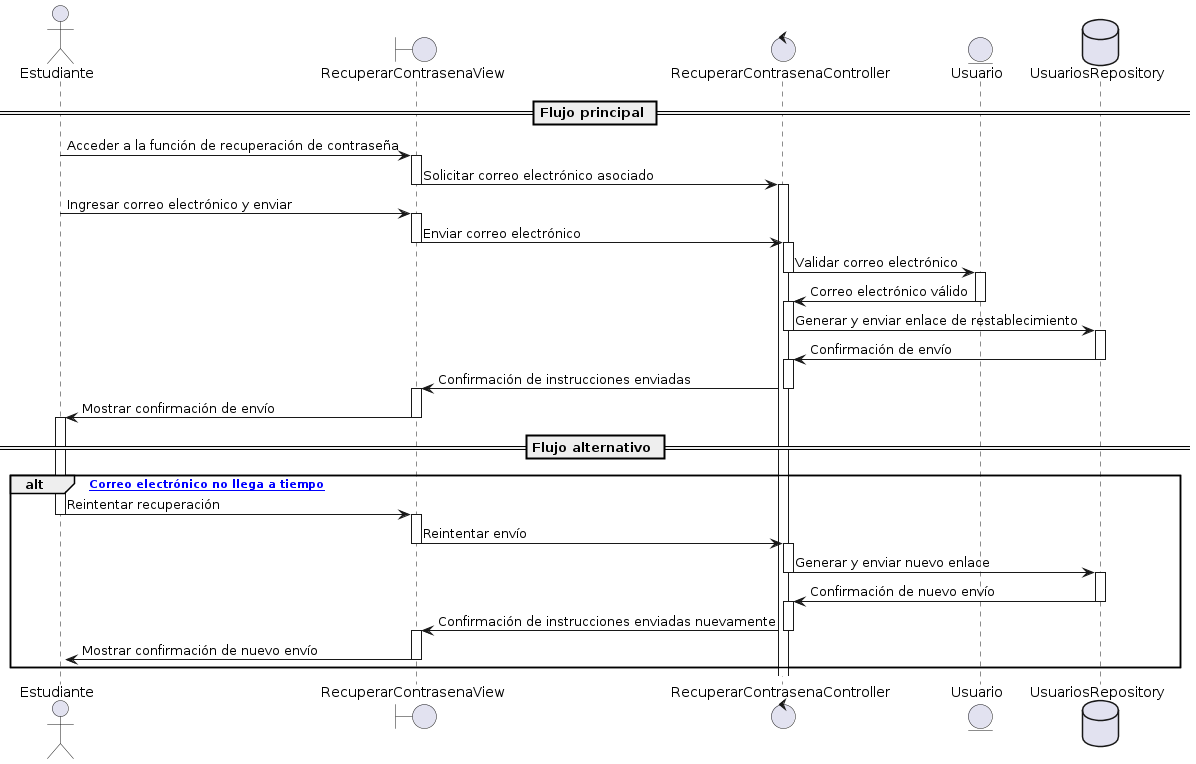 Estudiante
RecuperarContrasenaView
RecuperarContrasenaController
Usuario
UsuariosRepository
Flujo principal
Acceder a la función de recuperación de contraseña
Solicitar correo electrónico asociado
Ingresar correo electrónico y enviar
Enviar correo electrónico
Validar correo electrónico
Correo electrónico válido
Generar y enviar enlace de restablecimiento
Confirmación de envío
Confirmación de instrucciones enviadas
Mostrar confirmación de envío
Flujo alternativo
alt
Correo electrónico no llega a tiempo
Reintentar recuperación
Reintentar envío
Generar y enviar nuevo enlace
Confirmación de nuevo envío
Confirmación de instrucciones enviadas nuevamente
Mostrar confirmación de nuevo envío
Estudiante
RecuperarContrasenaView
RecuperarContrasenaController
Usuario
UsuariosRepository